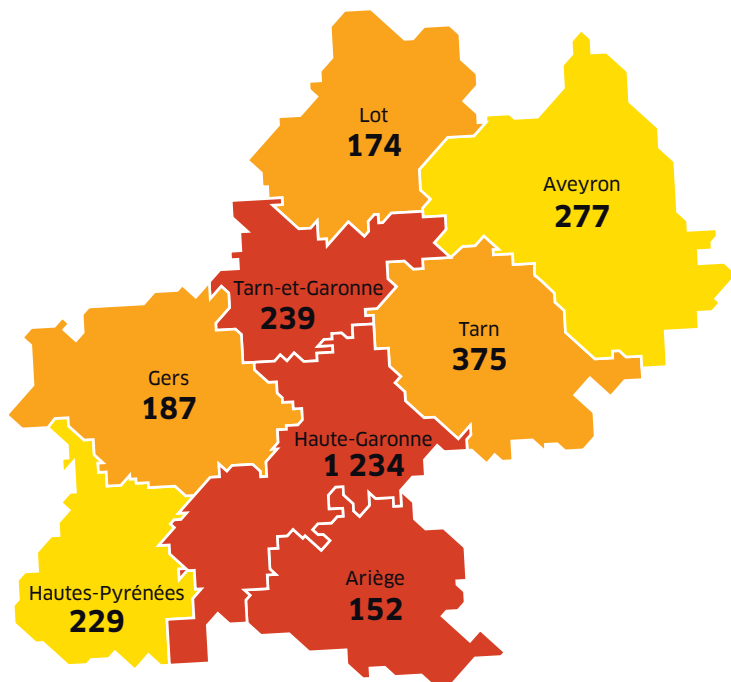 Lot
174
Aveyron
277
Tarn-et-Garonne
239
Tarn
375
Gers
187
Haute-Garonne
1 234
Hautes-Pyrénées
229
Ariège
152